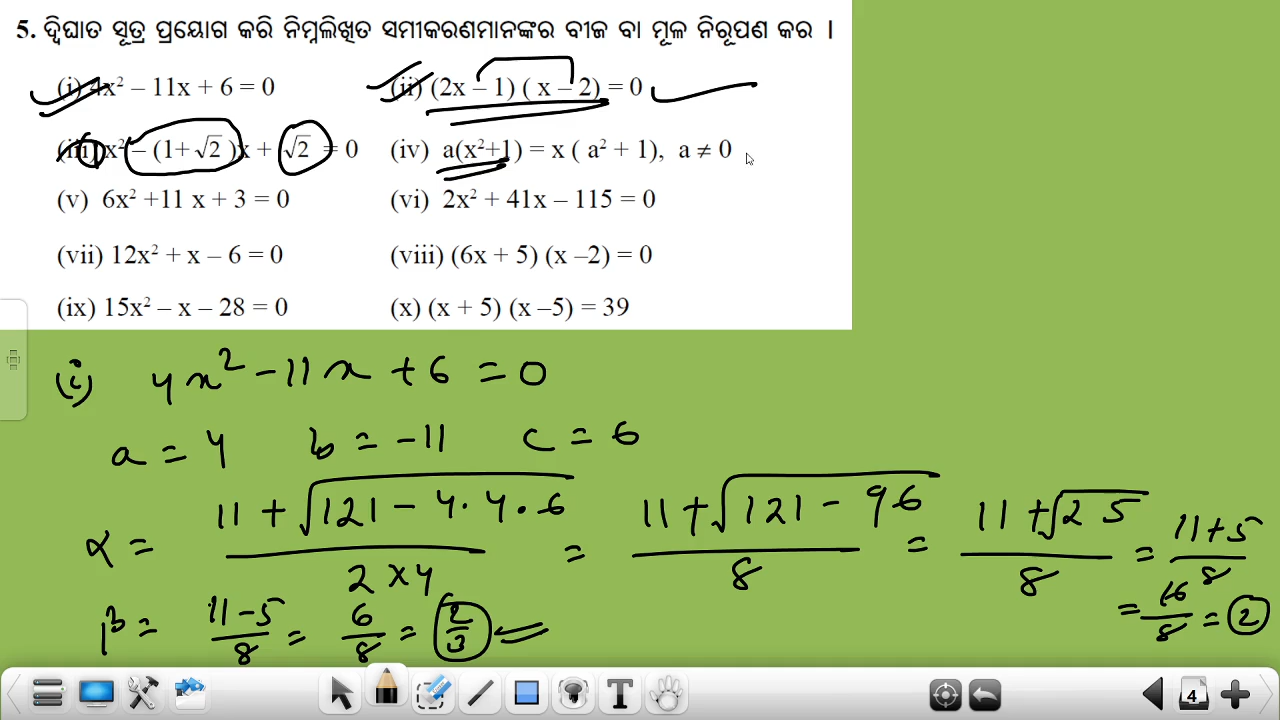 5. ଦ୍ୱିଘାତ ସୂତ୍ର ପ୍ରୟୋଗ କରି ନିମ୍ନଲିଖିତ ସମୀକରଣମାନଙ୍କର ବୀଜ ବା ମୂଳ ନିରୂପଣ କର ।
(i) 4x² – 11x + 6 = 0 (ii) (2x – 1) ( x – 2) = 0
(iii) x² – (1+ √2 )x + √2 = 0 (iv) a(x²+1) = x ( a² + 1), a ≠ 0
(v) 6x² +11 x + 3 = 0 (vi) 2x² + 41x – 115 = 0
(vii) 12x² + x – 6 = 0 (viii) (6x + 5) (x –2) = 0
(ix) 15x² – x – 28 = 0 (x) (x + 5) (x –5) = 39
(i) 4x² – 11x + 6 = 0
a = 4 b = –11 c = 6
α = (11 + √(121 – 4·4·6))/(2×4) = (11 + √(121 – 96))/8 = (11 + √25)/8 = (11+5)/8
= 16/8 = 2
β = (11–5)/8 = 6/8 = 2/3
4